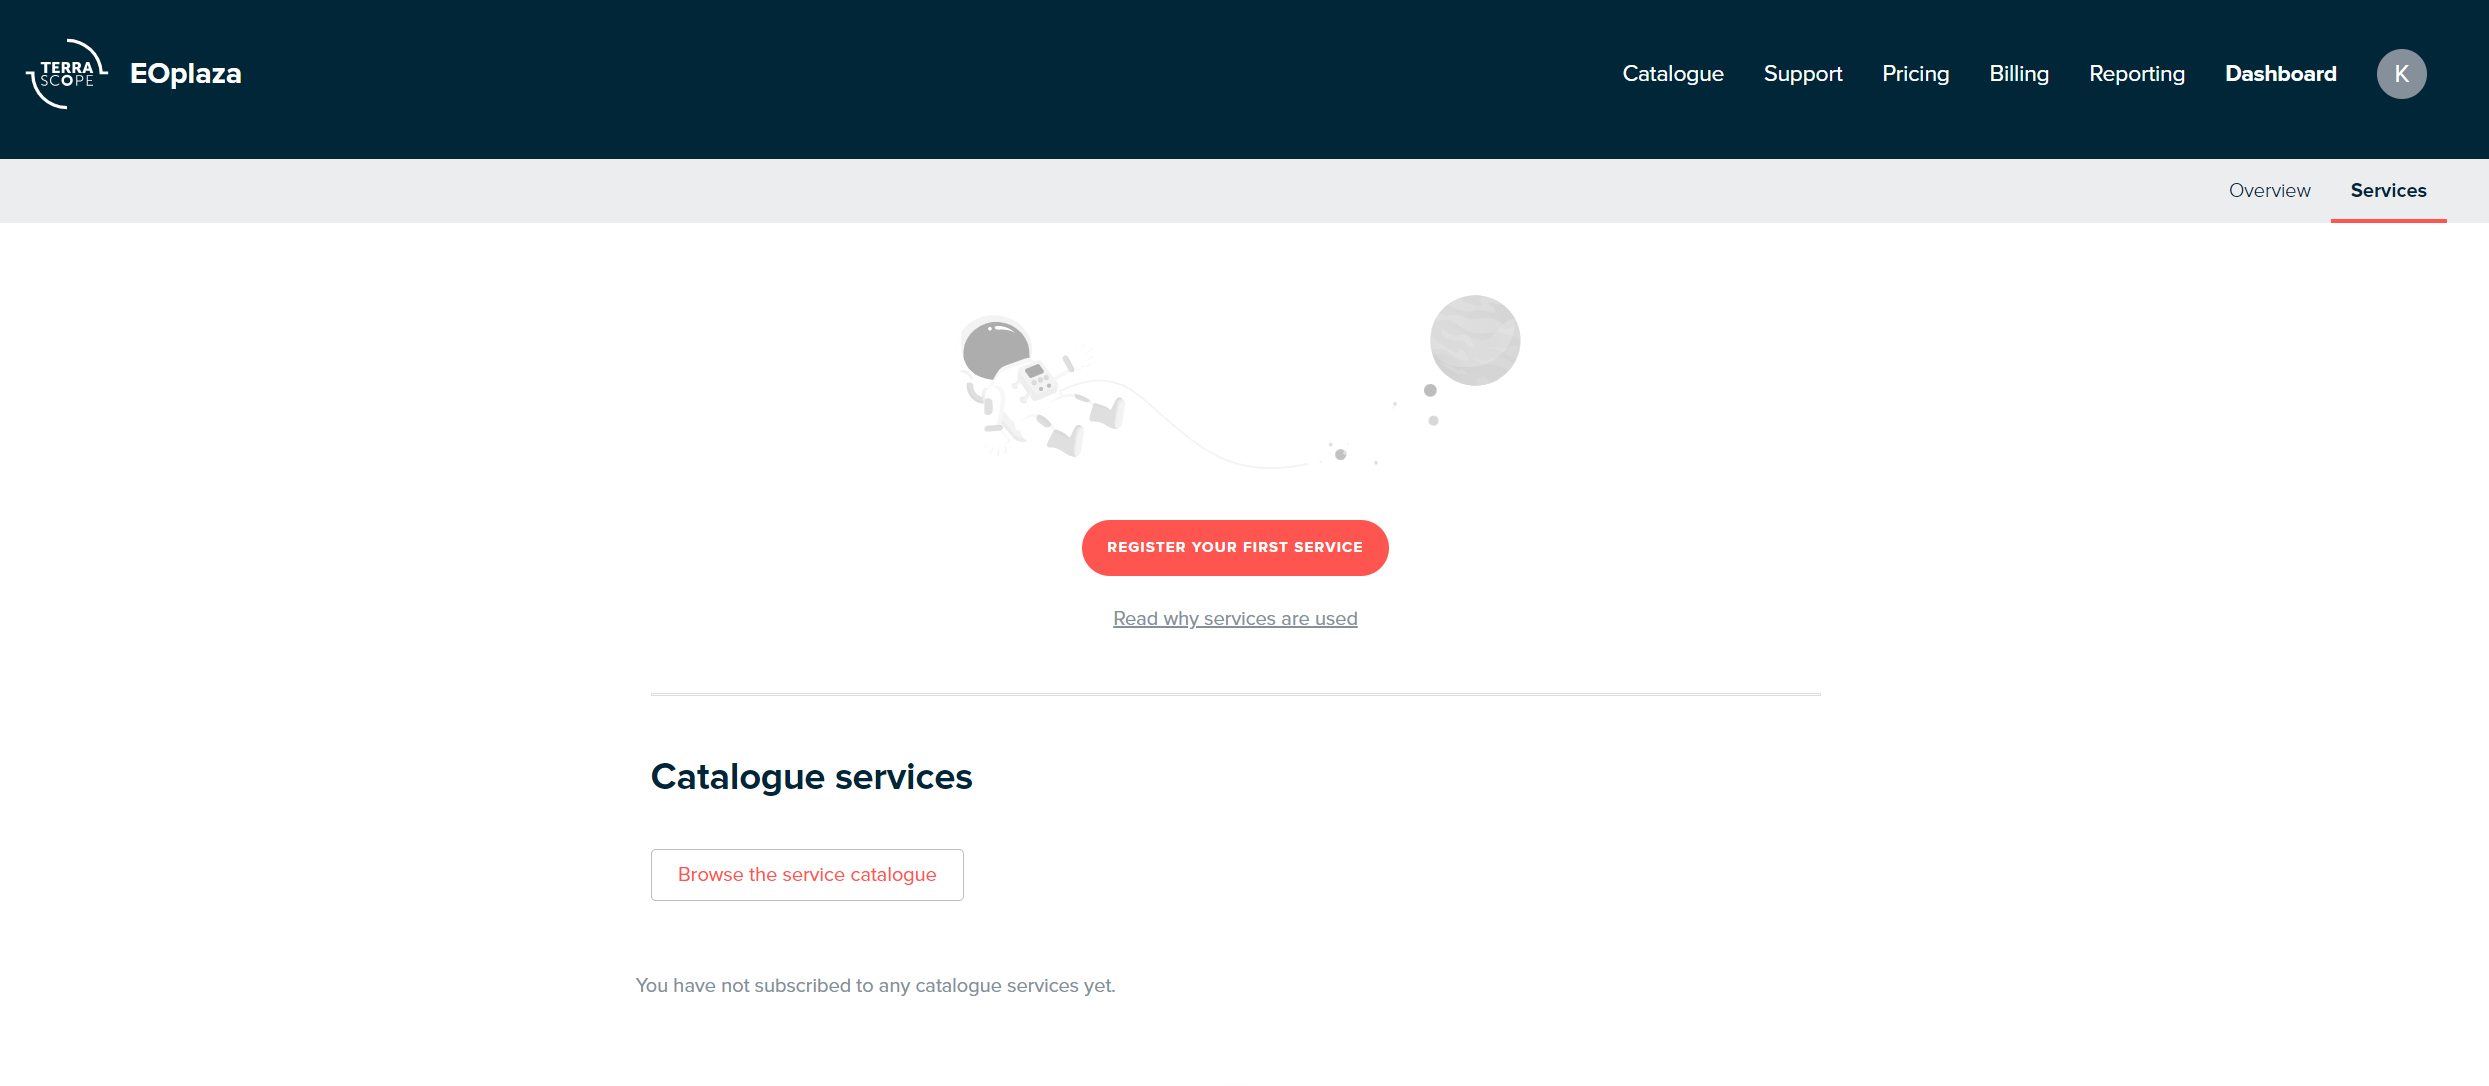 TERRA
SCOPE
EOplaza
Catalogue Support Pricing Billing Reporting Dashboard K
Overview Services
REGISTER YOUR FIRST SERVICE
Read why services are used
Catalogue services
Browse the service catalogue
You have not subscribed to any catalogue services yet.